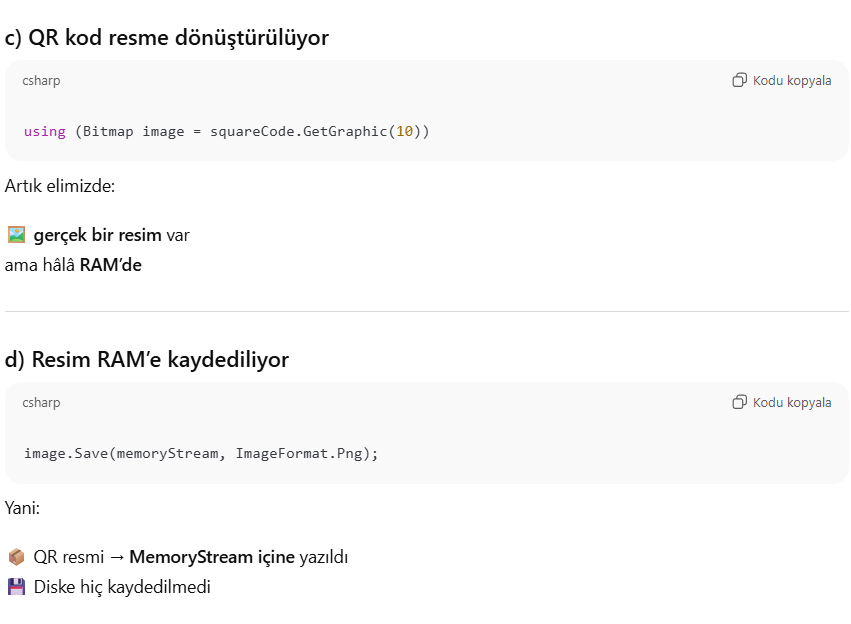 c) QR kod resme dönüştürülüyor
csharp
Kodu kopyala
using (Bitmap image = squareCode.GetGraphic(10))
Artık elimizde:
🖼️ gerçek bir resim var
ama hâlâ RAM’de
d) Resim RAM’e kaydediliyor
csharp
Kodu kopyala
image.Save(memoryStream, ImageFormat.Png);
Yani:
📦 QR resmi → MemoryStream içine yazıldı
💾 Diske hiç kaydedilmedi